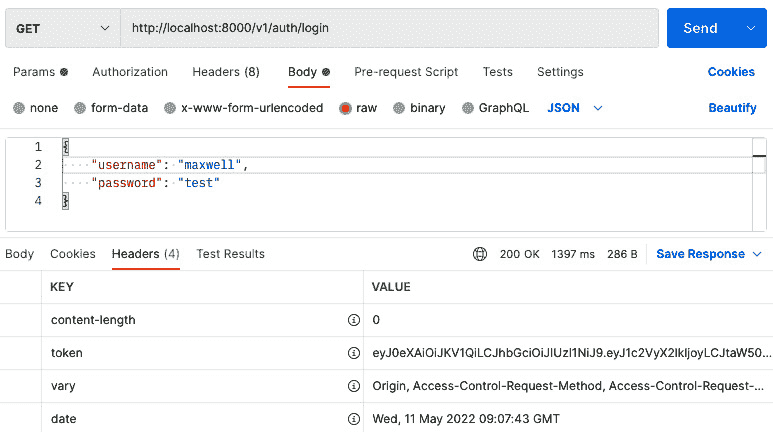 GET http://localhost:8000/v1/auth/login Send
Params Authorization Headers (8) Body Pre-request Script Tests Settings Cookies
none form-data x-www-form-urlencoded raw binary GraphQL JSON Beautify
1 {
2 "username": "maxwell",
3 "password": "test"
4 }
Body Cookies Headers (4) Test Results 200 OK 1397 ms 286 B Save Response
KEY VALUE
content-length 0
token eyJ0eXAiOiJKV1QiLCJhbGciOiJIUzI1NiJ9.eyJ1c2VyX2lkIjoyLCJtaW50...
vary Origin, Access-Control-Request-Method, Access-Control-Request-...
date Wed, 11 May 2022 09:07:43 GMT